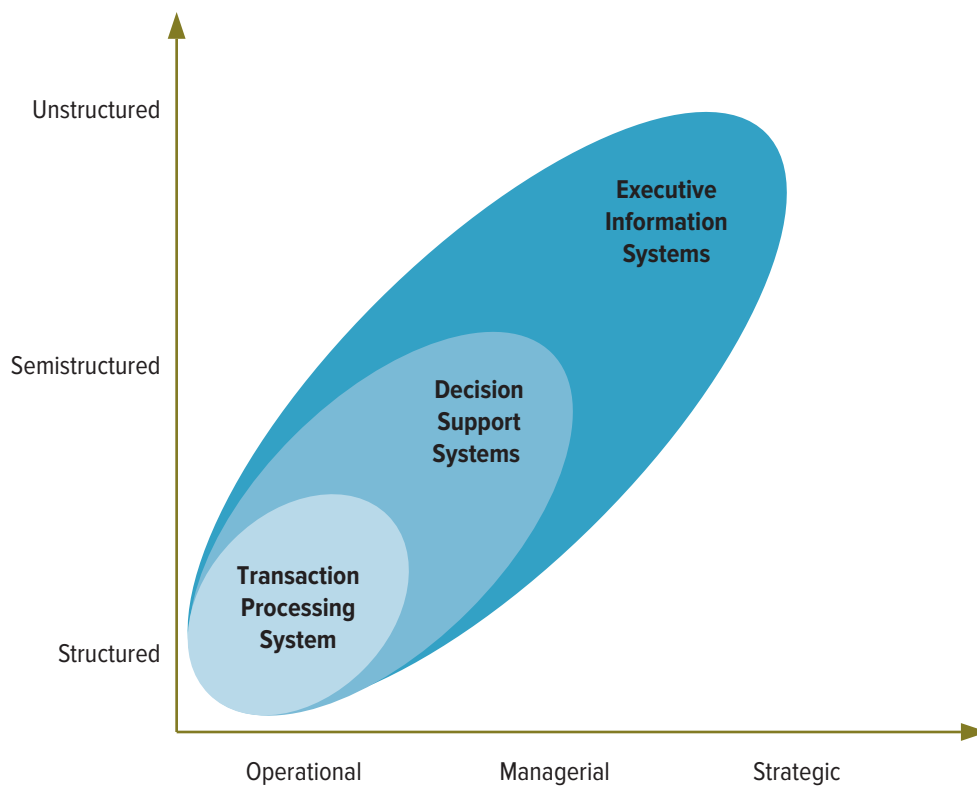 Unstructured
Executive
Information
Systems
Semistructured
Decision
Support
Systems
Transaction
Processing
System
Structured
Operational
Managerial
Strategic